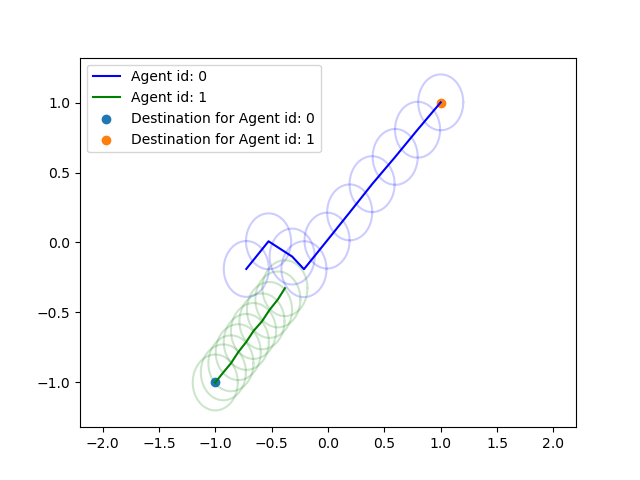 Agent id: 0
Agent id: 1
Destination for Agent id: 0
Destination for Agent id: 1
1.0
0.5
0.0
−0.5
−1.0
−2.0 −1.5 −1.0 −0.5 0.0 0.5 1.0 1.5 2.0